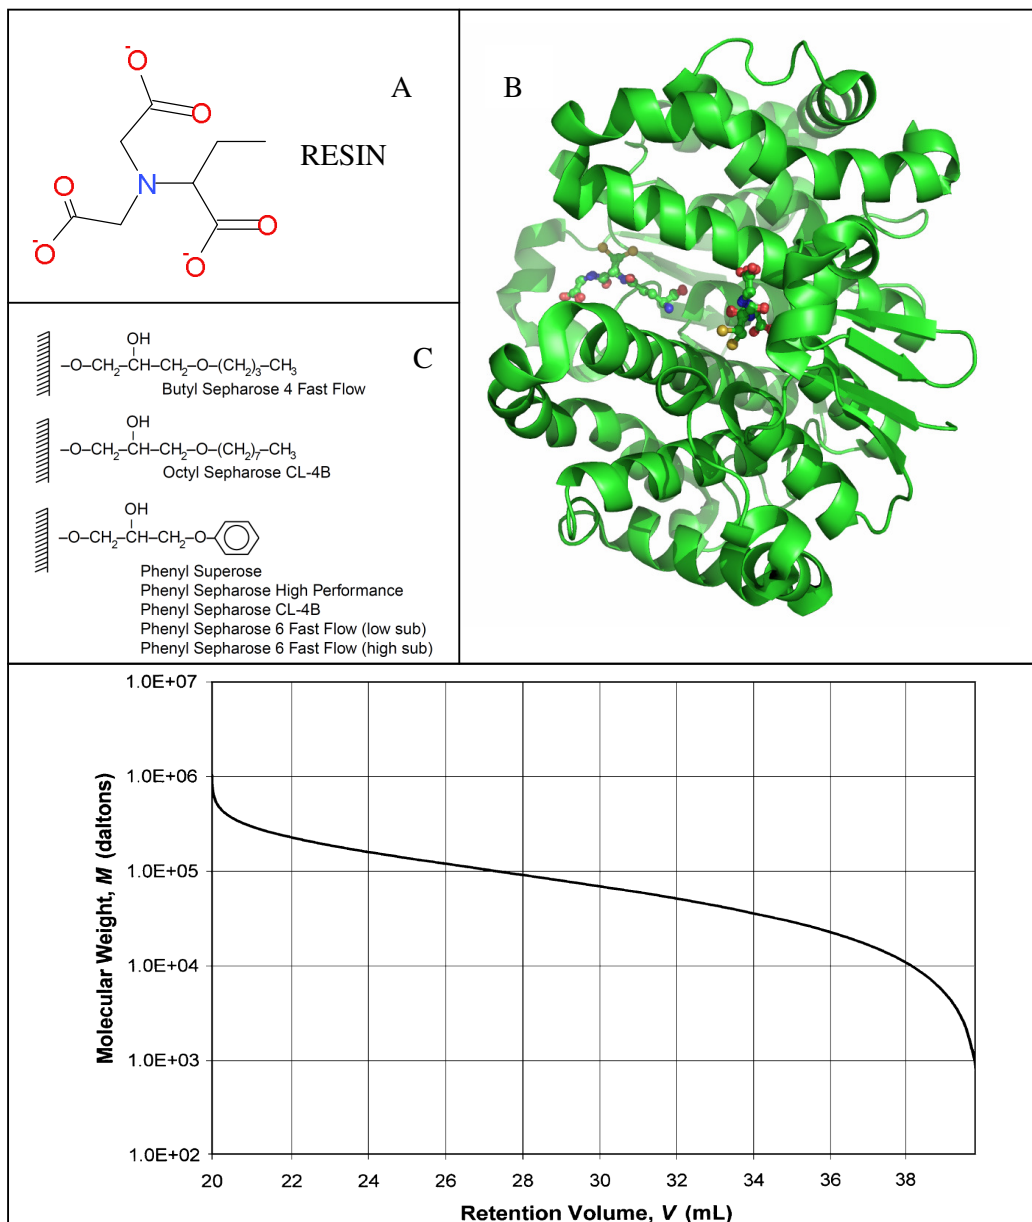 O-
O
A
RESIN
N
O
O-
O
O-
B
C
OH
-O-CH2-CH-CH2-O-(CH2)3-CH3
Butyl Sepharose 4 Fast Flow
OH
-O-CH2-CH-CH2-O-(CH2)7-CH3
Octyl Sepharose CL-4B
OH
-O-CH2-CH-CH2-O-
Phenyl Superose
Phenyl Sepharose High Performance
Phenyl Sepharose CL-4B
Phenyl Sepharose 6 Fast Flow (low sub)
Phenyl Sepharose 6 Fast Flow (high sub)
Molecular Weight, M (daltons)
1.0E+07
1.0E+06
1.0E+05
1.0E+04
1.0E+03
1.0E+02
20 22 24 26 28 30 32 34 36 38
Retention Volume, V (mL)